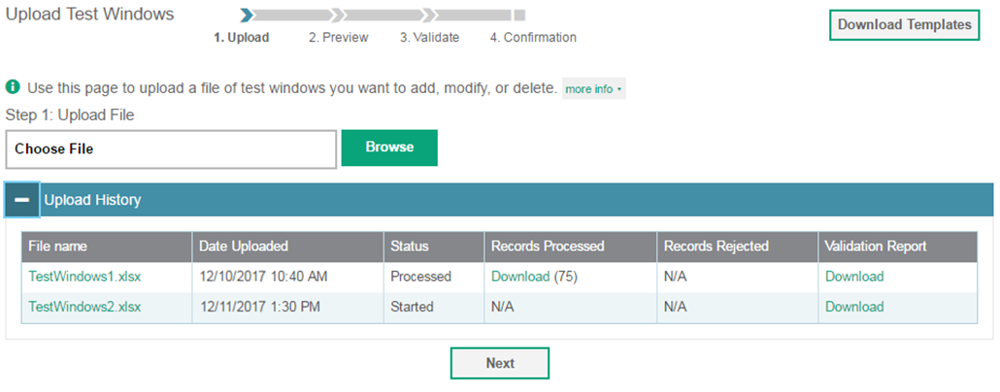 Upload Test Windows
1. Upload 2. Preview 3. Validate 4. Confirmation
Download Templates
Use this page to upload a file of test windows you want to add, modify, or delete. more info
Step 1: Upload File
Choose File Browse
Upload History
File name Date Uploaded Status Records Processed Records Rejected Validation Report
TestWindows1.xlsx 12/10/2017 10:40 AM Processed Download (75) N/A Download
TestWindows2.xlsx 12/11/2017 1:30 PM Started N/A N/A Download
Next